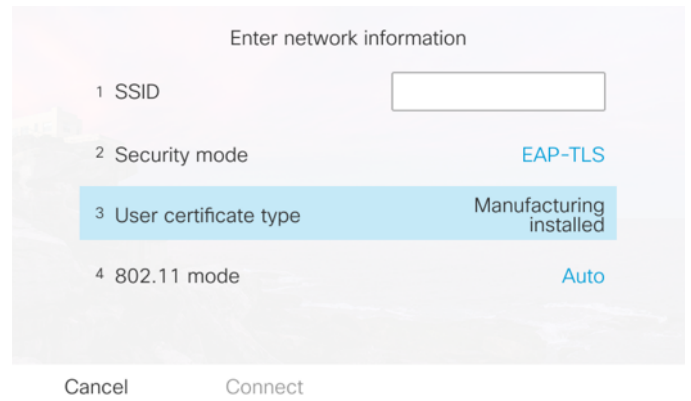 Enter network information
1 SSID
2 Security mode EAP-TLS
3 User certificate type Manufacturing
installed
4 802.11 mode Auto
Cancel Connect